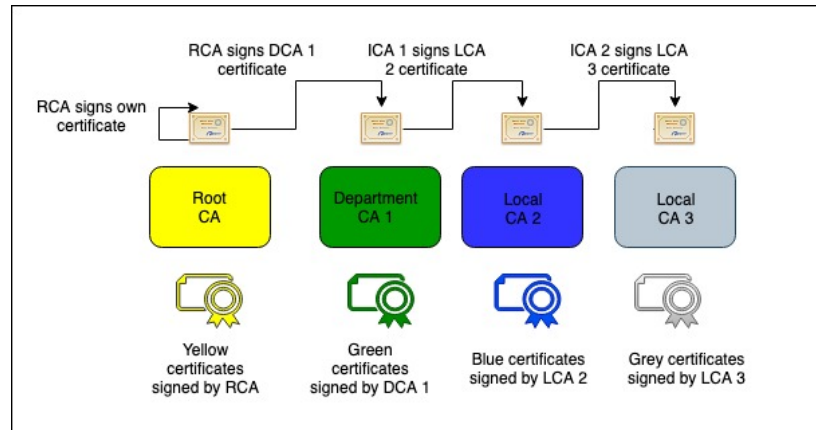 RCA signs DCA 1
certificate
ICA 1 signs LCA
2 certificate
ICA 2 signs LCA
3 certificate
RCA signs own
certificate
Root
CA
Department
CA 1
Local
CA 2
Local
CA 3
Yellow
certificates
signed by RCA
Green
certificates
signed by DCA 1
Blue certificates
signed by LCA 2
Grey certificates
signed by LCA 3